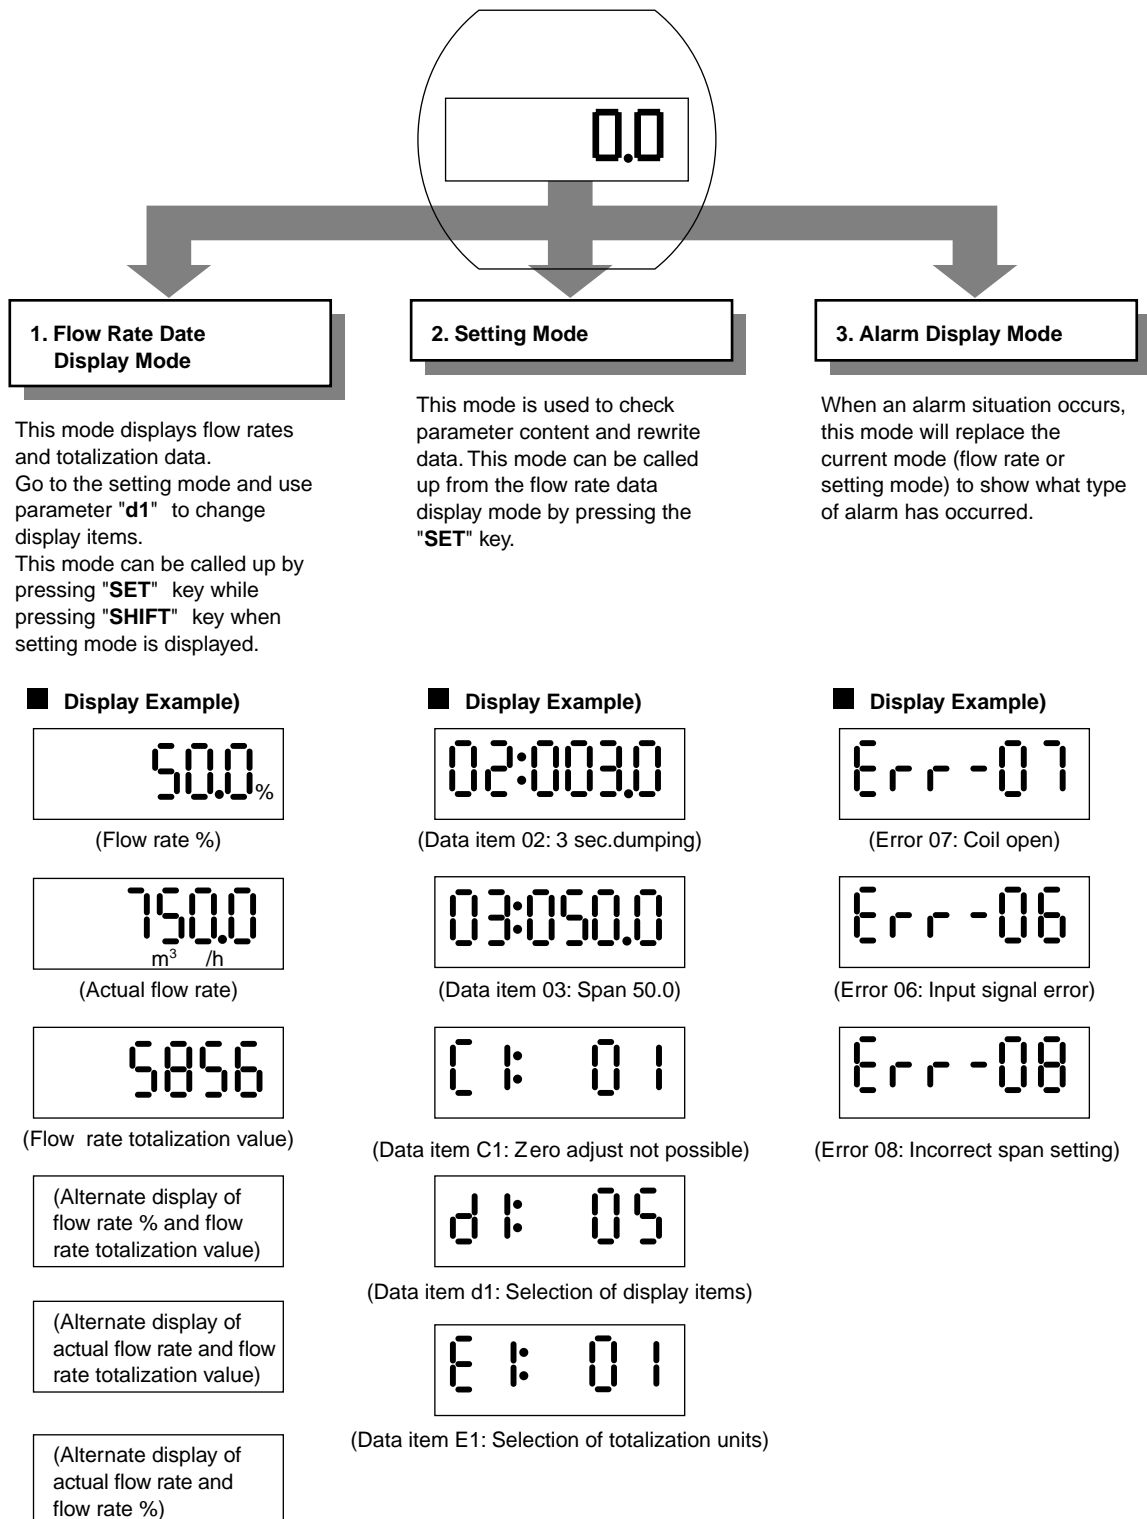 0.0
1. Flow Rate Date
Display Mode
This mode displays flow rates
and totalization data.
Go to the setting mode and use
parameter "d1" to change
display items.
This mode can be called up by
pressing "SET" key while
pressing "SHIFT" key when
setting mode is displayed.
Display Example)
50.0%
(Flow rate %)
750.0
m³ /h
(Actual flow rate)
5856
(Flow rate totalization value)
(Alternate display of
flow rate % and flow
rate totalization value)
(Alternate display of
actual flow rate and flow
rate totalization value)
(Alternate display of
actual flow rate and
flow rate %)
2. Setting Mode
This mode is used to check
parameter content and rewrite
data. This mode can be called
up from the flow rate data
display mode by pressing the
"SET" key.
Display Example)
02:003.0
(Data item 02: 3 sec.dumping)
03:050.0
(Data item 03: Span 50.0)
C1: 01
(Data item C1: Zero adjust not possible)
d1: 05
(Data item d1: Selection of display items)
E1: 01
(Data item E1: Selection of totalization units)
3. Alarm Display Mode
When an alarm situation occurs,
this mode will replace the
current mode (flow rate or
setting mode) to show what type
of alarm has occurred.
Display Example)
Err-07
(Error 07: Coil open)
Err-06
(Error 06: Input signal error)
Err-08
(Error 08: Incorrect span setting)